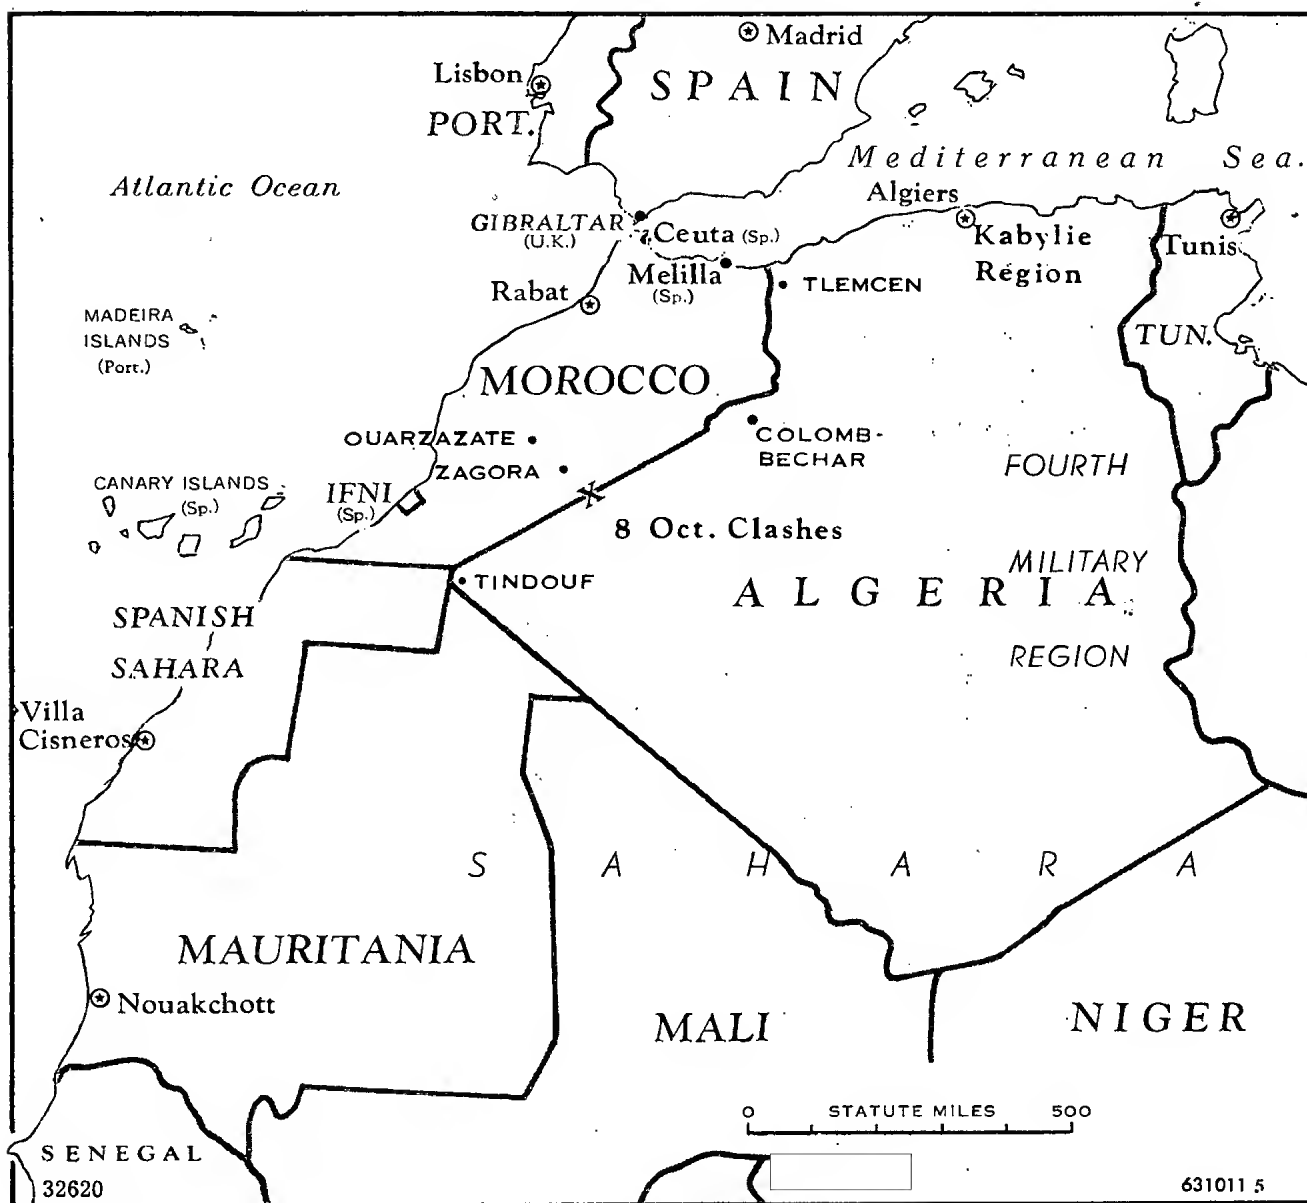 Madrid
Lisbon
SPAIN
PORT.
Mediterranean Sea.
Atlantic Ocean
Algiers
GIBRALTAR
(U.K.)
Ceuta (Sp.)
Kabylie
Région
Tunis
Melilla
(Sp.)
TLEMCEN
Rabat
MADEIRA
ISLANDS
(Port.)
TUN.
MOROCCO
OUARZAZATE
COLOMB-
BECHAR
ZAGORA
FOURTH
MILITARY
REGION
CANARY ISLANDS
(Sp.)
IFNI
(Sp.)
8 Oct. Clashes
TINDOUF
ALGERIA
SPANISH
SAHARA
Villa
Cisneros
SAHARA
MAURITANIA
Nouakchott
MALI
NIGER
0 STATUTE MILES 500
SENEGAL
32620
631011 5